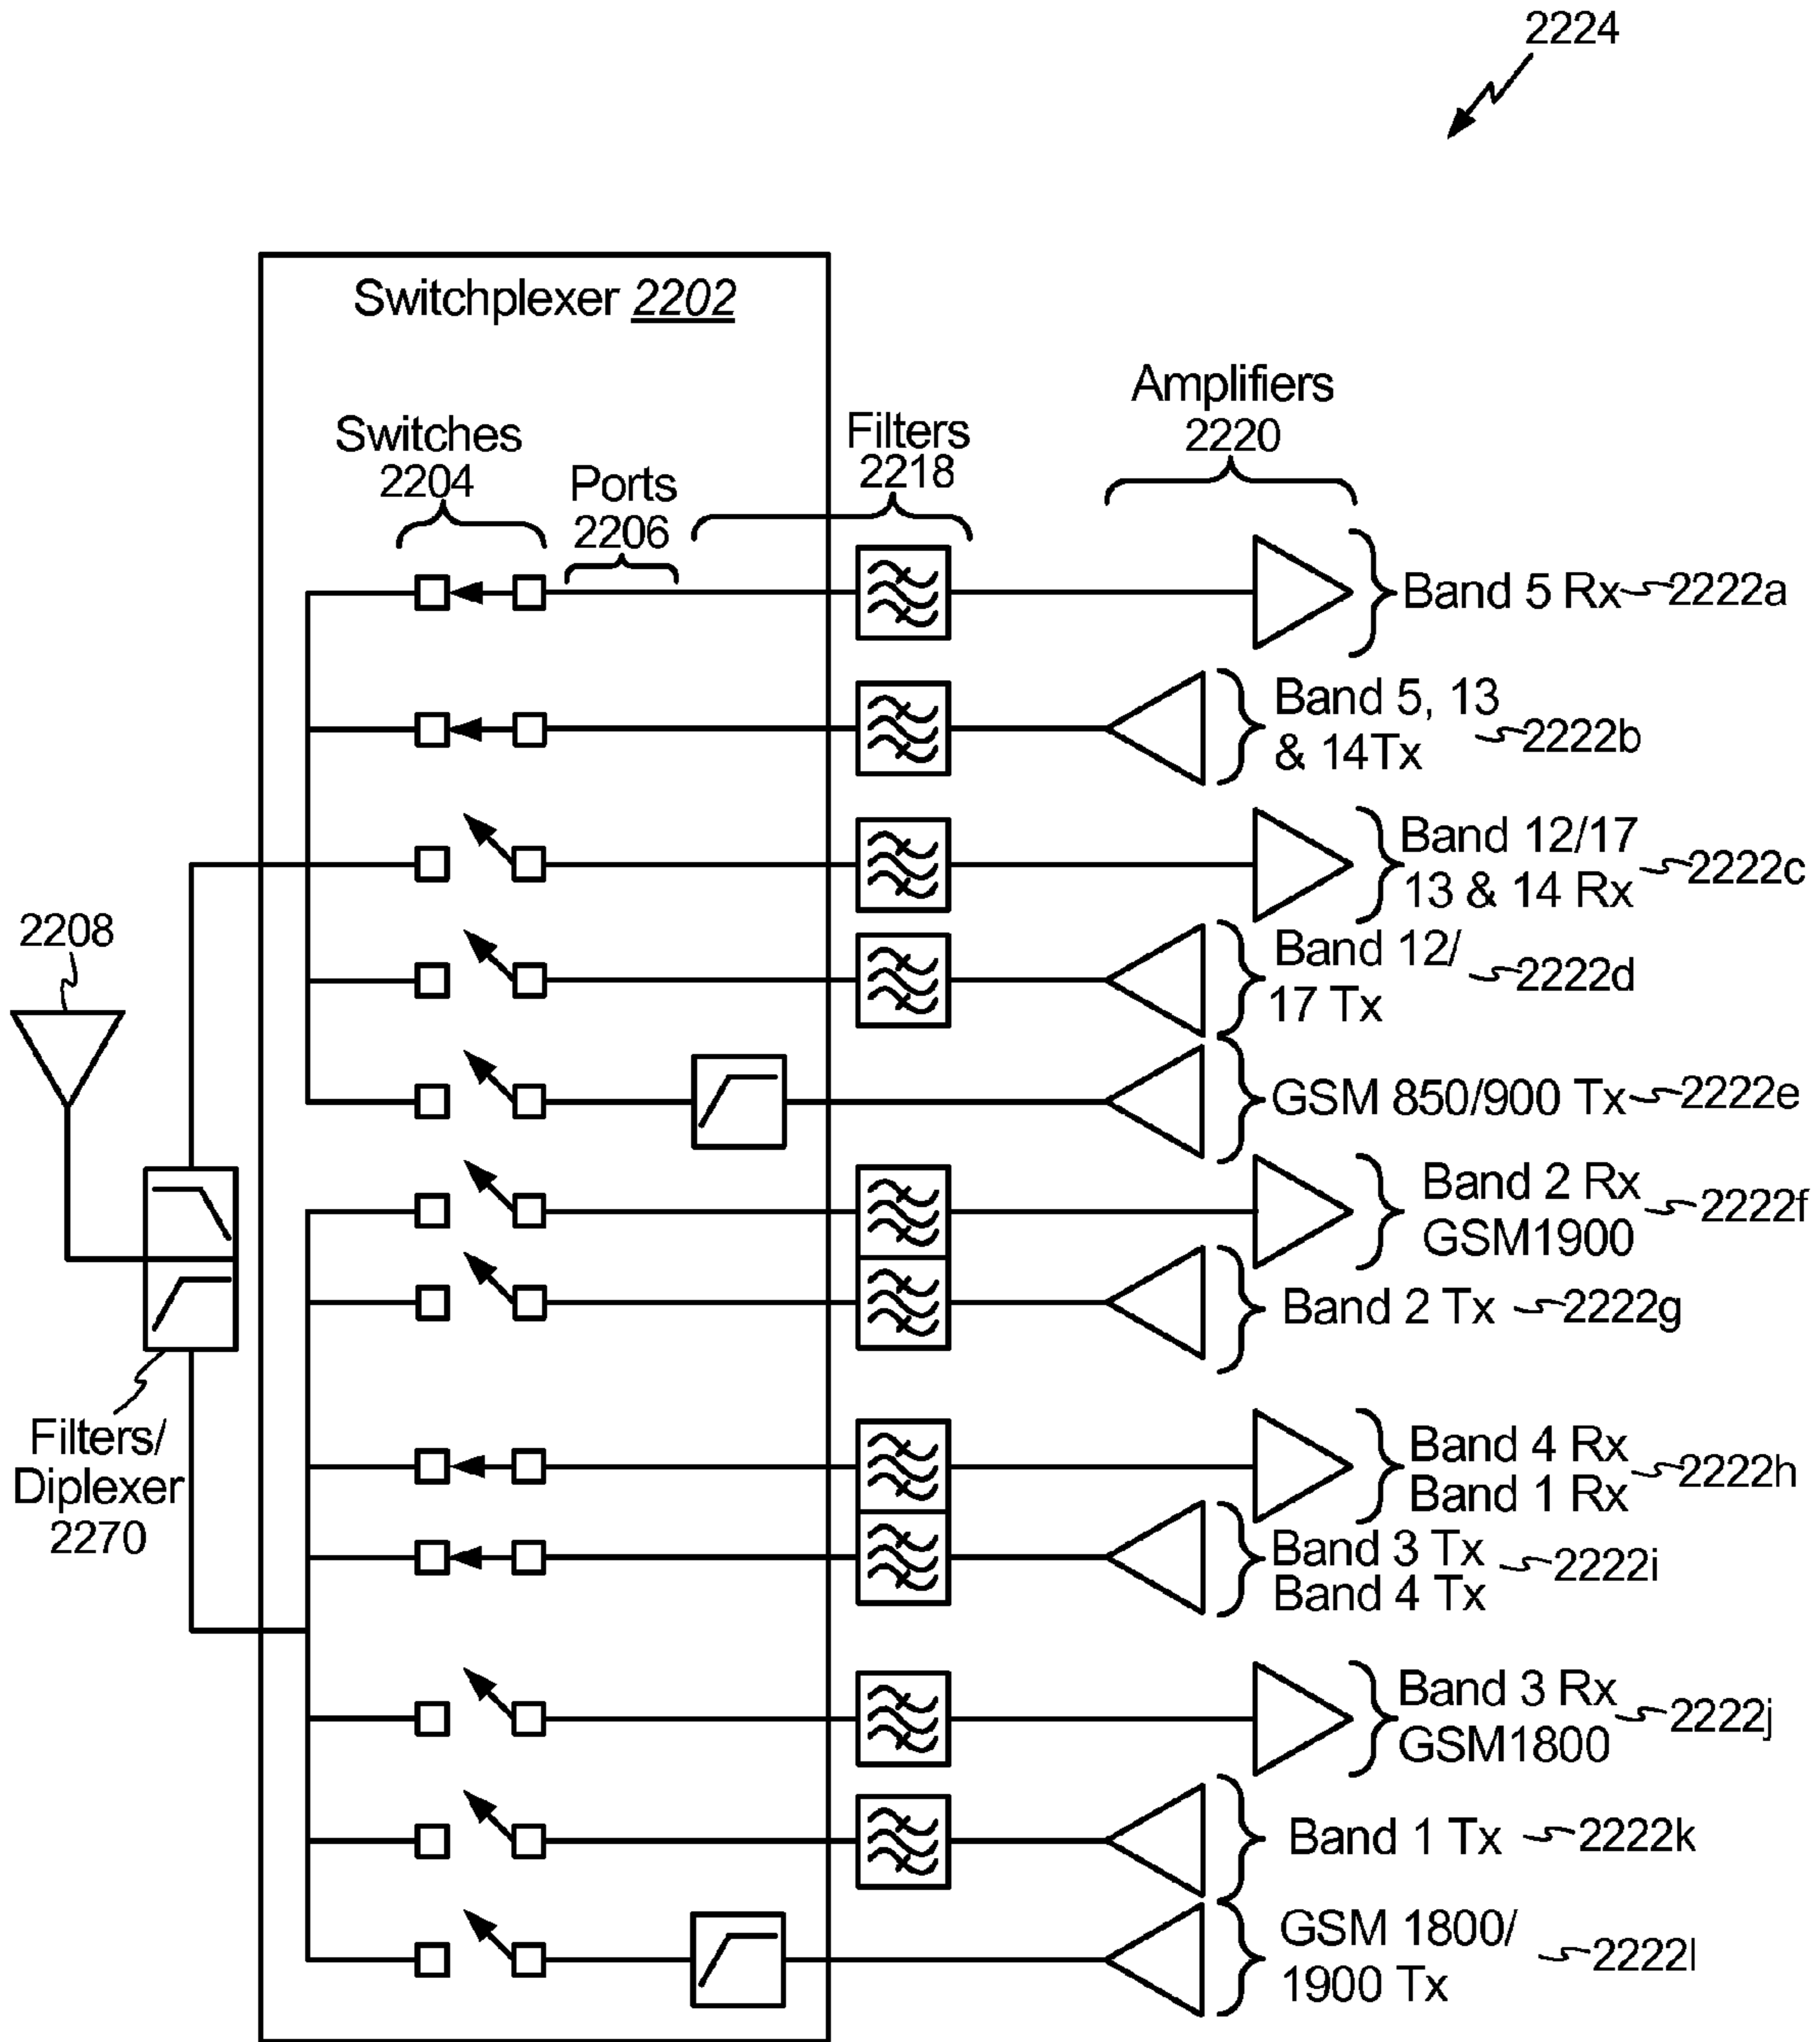 2224
Switchplexer 2202
Amplifiers
2220
Switches
2204
Ports
2206
Filters
2218
Band 5 Rx 2222a
Band 5, 13
& 14Tx 2222b
Band 12/17
13 & 14 Rx 2222c
2208
Band 12/
17 Tx 2222d
GSM 850/900 Tx 2222e
Band 2 Rx
GSM1900 2222f
Band 2 Tx 2222g
Filters/
Diplexer
2270
Band 4 Rx
Band 1 Rx 2222h
Band 3 Tx
Band 4 Tx 2222i
Band 3 Rx
GSM1800 2222j
Band 1 Tx 2222k
GSM 1800/
1900 Tx 2222l